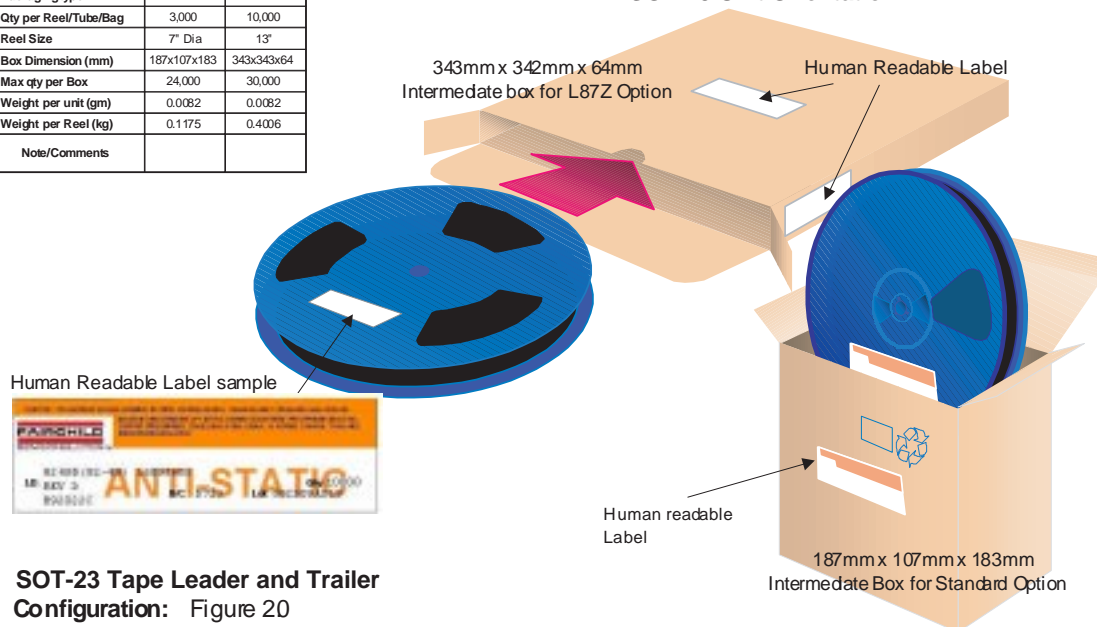 Qty per Reel/Tube/Bag 3,000 10,000
Reel Size 7" Dia 13"
Box Dimension (mm) 187x107x183 343x343x64
Max qty per Box 24,000 30,000
Weight per unit (gm) 0.0082 0.0082
Weight per Reel (kg) 0.1175 0.4006
Note/Comments
343mm x 342mm x 64mm
Intermediate box for L87Z Option
Human Readable Label
Human Readable Label sample
FAIRCHILD
ANTI-STATIC
Human readable
Label
187mm x 107mm x 183mm
Intermediate Box for Standard Option
SOT-23 Tape Leader and Trailer
Configuration: Figure 20